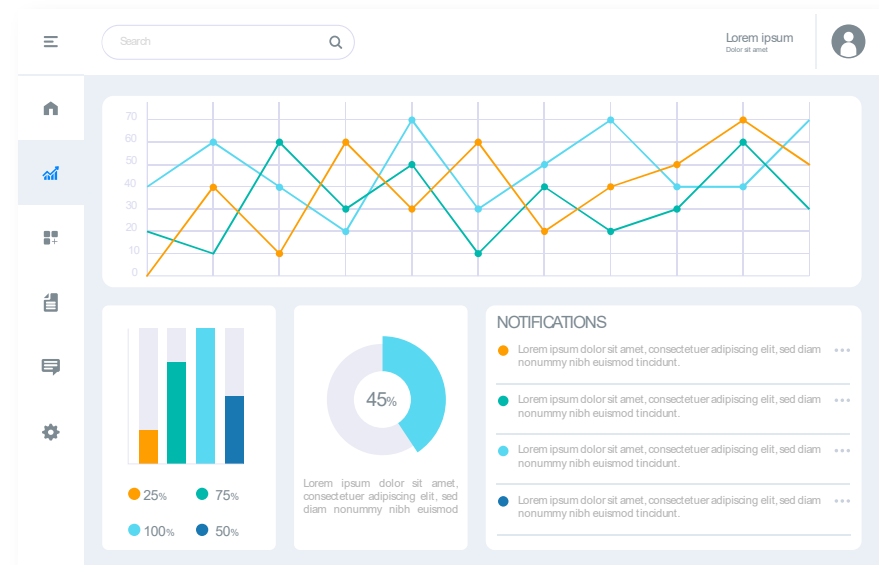 Search
Lorem ipsum
Dolor sit amet
70
60
50
40
30
20
10
0
25%
75%
100%
50%
45%
Lorem ipsum dolor sit amet,
consectetuer adipiscing elit, sed
diam nonummy nibh euismod
NOTIFICATIONS
Lorem ipsum dolor sit amet, consectetuer adipiscing elit, sed diam
nonummy nibh euismod tincidunt.
Lorem ipsum dolor sit amet, consectetuer adipiscing elit, sed diam
nonummy nibh euismod tincidunt.
Lorem ipsum dolor sit amet, consectetuer adipiscing elit, sed diam
nonummy nibh euismod tincidunt.
Lorem ipsum dolor sit amet, consectetuer adipiscing elit, sed diam
nonummy nibh euismod tincidunt.